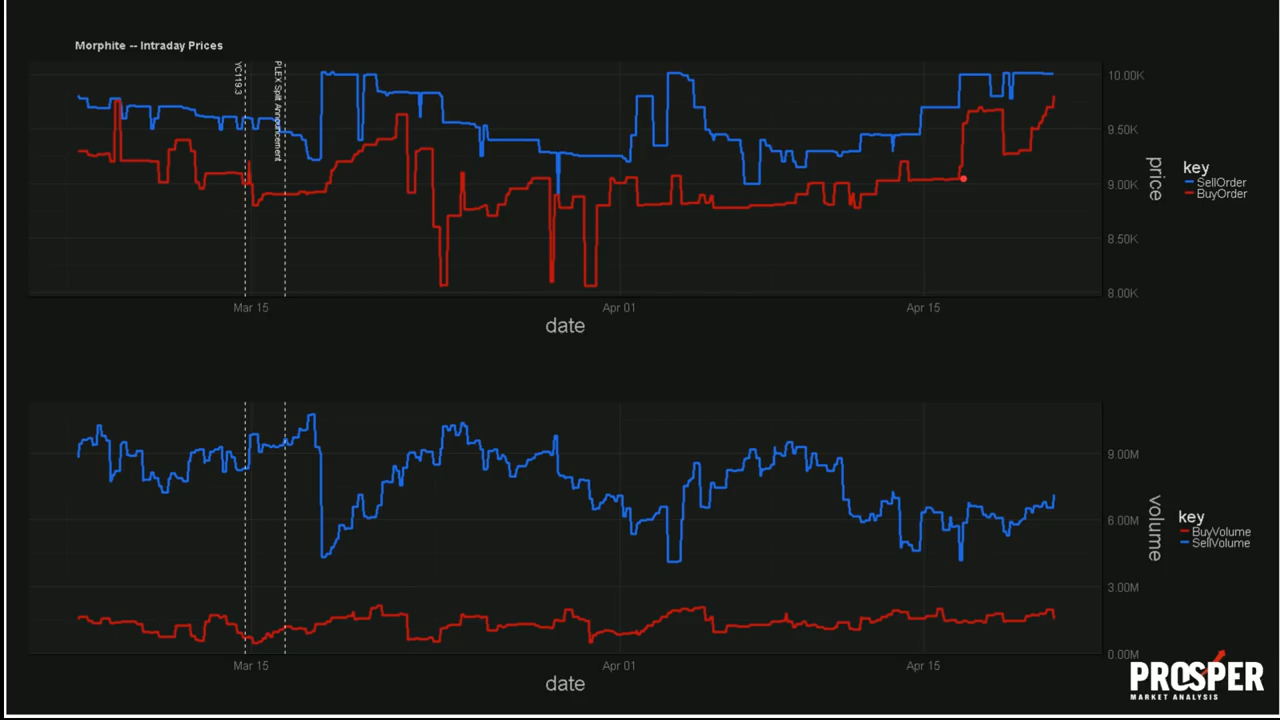 Morphite -- Intraday Prices
YC119.3
PLEX Split Announcement
10.00K
9.50K
9.00K
8.50K
8.00K
price
key
SellOrder
BuyOrder
Mar 15
Apr 01
Apr 15
date
9.00M
6.00M
3.00M
0.00M
volume
key
BuyVolume
SellVolume
Mar 15
Apr 01
Apr 15
date
PROSPER
MARKET ANALYSIS